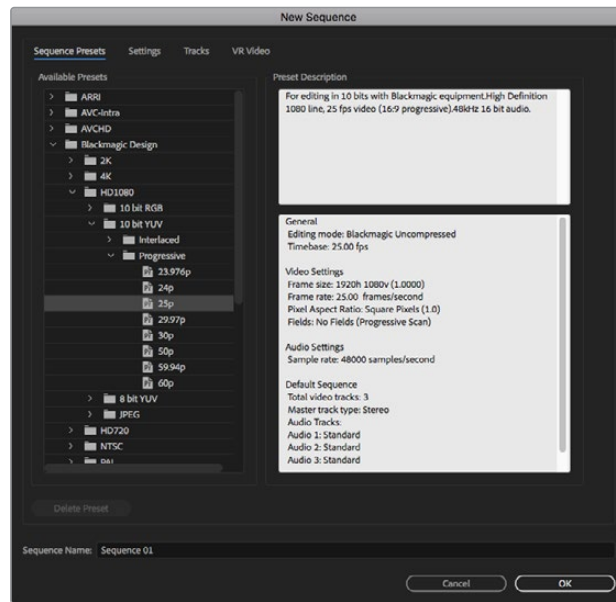 New Sequence
Sequence Presets
Settings
Tracks
VR Video
Available Presets
ARRI
AVC-Intra
AVCHD
Blackmagic Design
2K
4K
HD1080
10 bit RGB
10 bit YUV
Interlaced
Progressive
23.976p
24p
25p
29.97p
30p
50p
59.94p
60p
8 bit YUV
JPEG
HD720
NTSC
PAL
Delete Preset
Preset Description
For editing in 10 bits with Blackmagic equipment.High Definition
1080 line, 25 fps video (16:9 progressive).48kHz 16 bit audio.
General
Editing mode: Blackmagic Uncompressed
Timebase: 25.00 fps
Video Settings
Frame size: 1920h 1080v (1.0000)
Frame rate: 25.00 frames/second
Pixel Aspect Ratio: Square Pixels (1.0)
Fields: No Fields (Progressive Scan)
Audio Settings
Sample rate: 48000 samples/second
Default Sequence
Total video tracks: 3
Master track type: Stereo
Audio Tracks:
Audio 1: Standard
Audio 2: Standard
Audio 3: Standard
Sequence Name: Sequence 01
Cancel
OK